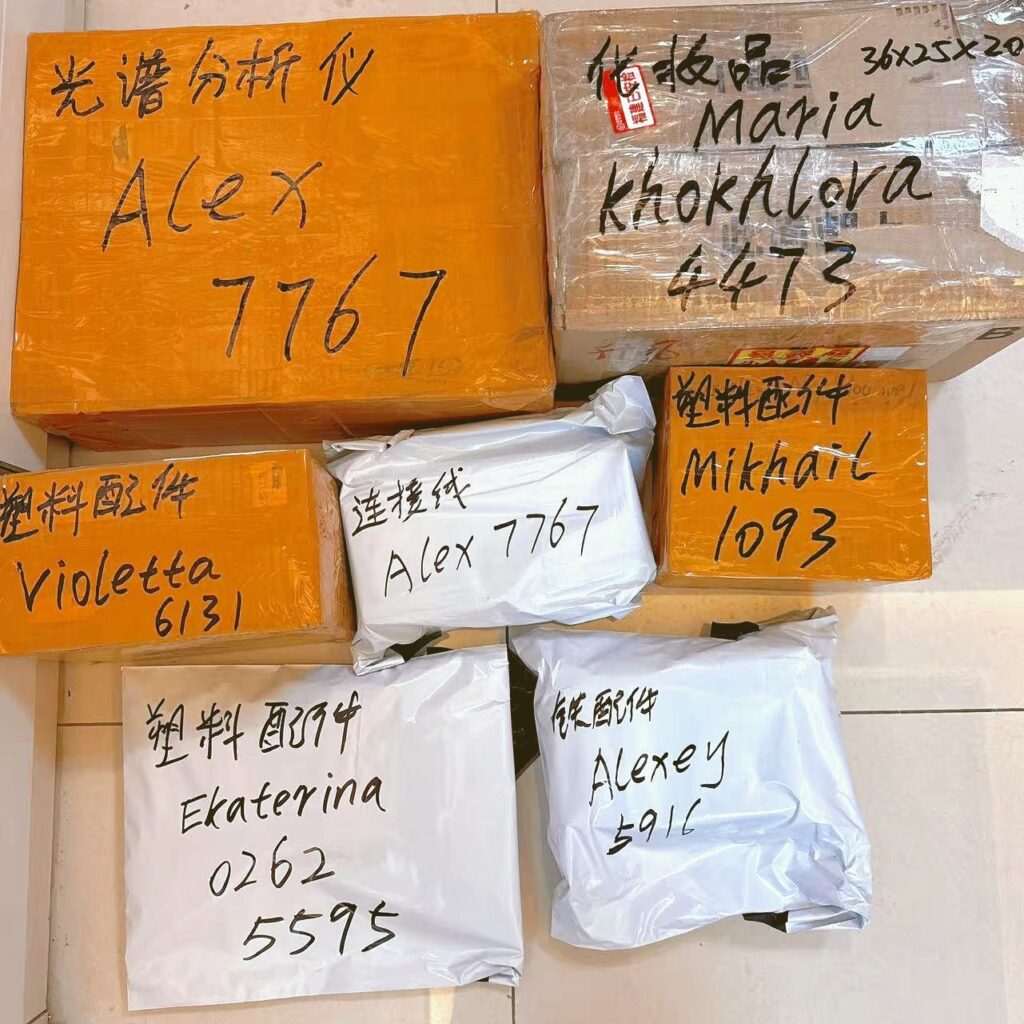 光谱分析仪
Alex
7767
化妆品
36X25X20
Maria
Khokhlova
4473
塑料配件
Mikhail
1093
连接线
Alex 7767
塑料配件
Violetta
6131
塑料配件
Ekaterina
0262
5595
铁配件
Alexey
5916